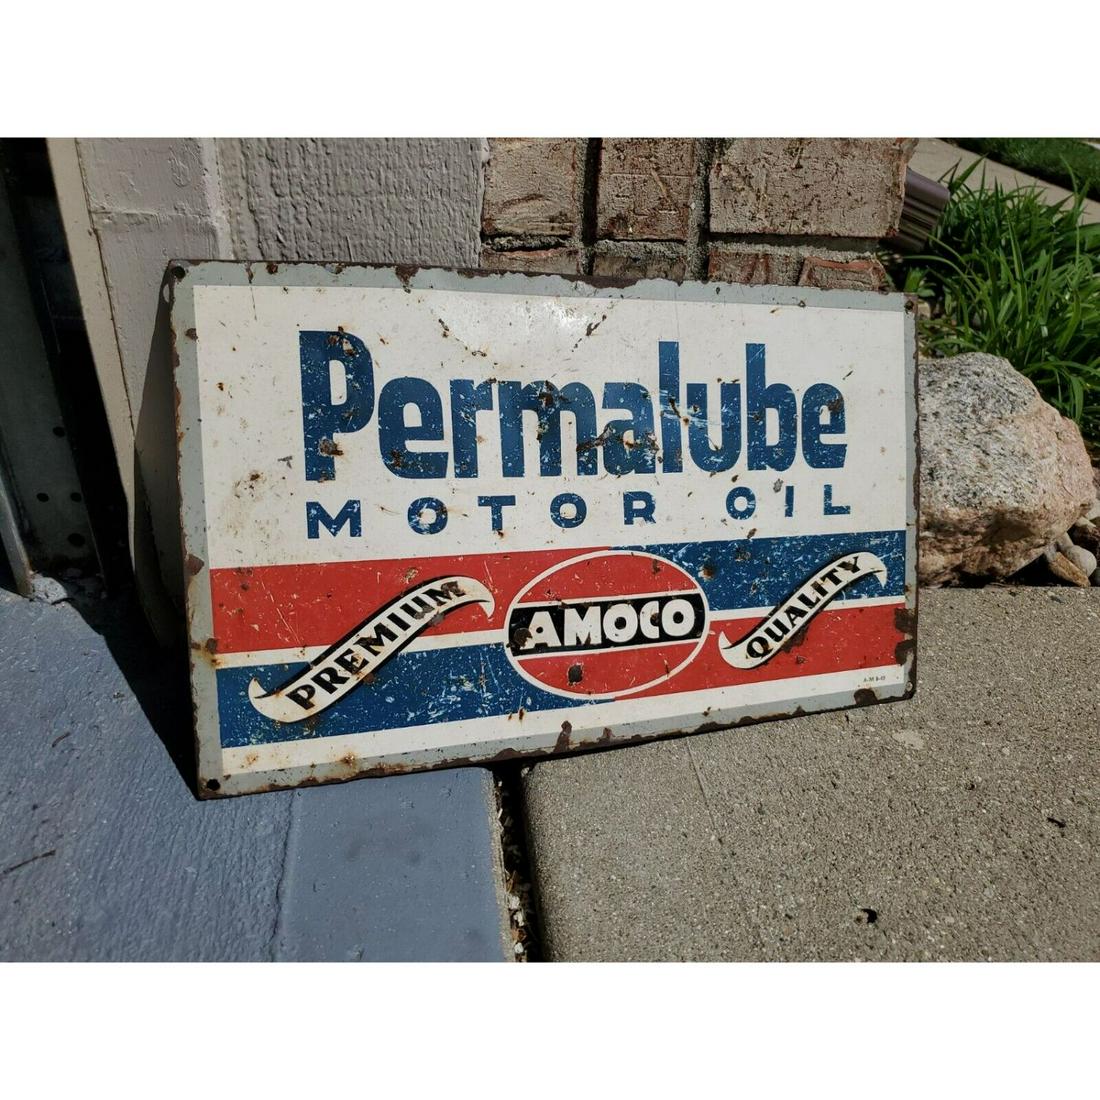 Permalube
MOTOR OIL
PREMIUM AMOCO QUALITY